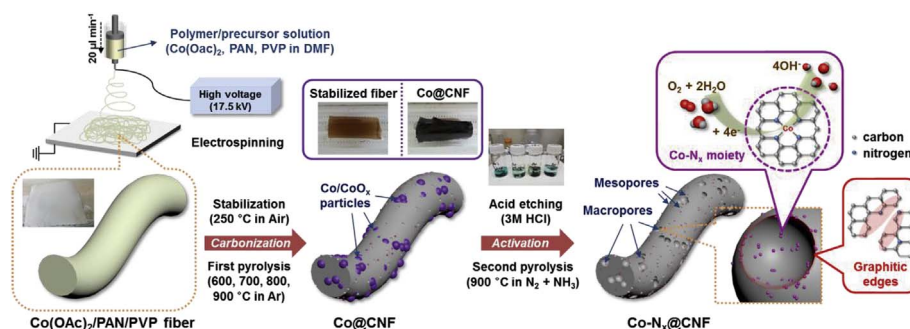 20 µl min⁻¹
Polymer/precursor solution
(Co(Oac)₂, PAN, PVP in DMF)
High voltage
(17.5 kV)
Electrospinning
Stabilized fiber
Co@CNF
4OH⁻
O₂ + 2H₂O
+ 4e⁻
Co
Co-Nₓ moiety
carbon
nitrogen
Stabilization
(250 °C in Air)
Carbonization
First pyrolysis
(600, 700, 800,
900 °C in Ar)
Co/CoOₓ
particles
Acid etching
(3M HCl)
Activation
Second pyrolysis
(900 °C in N₂ + NH₃)
Mesopores
Macropores
Graphitic
edges
Co(OAc)₂/PAN/PVP fiber
Co@CNF
Co-Nₓ@CNF